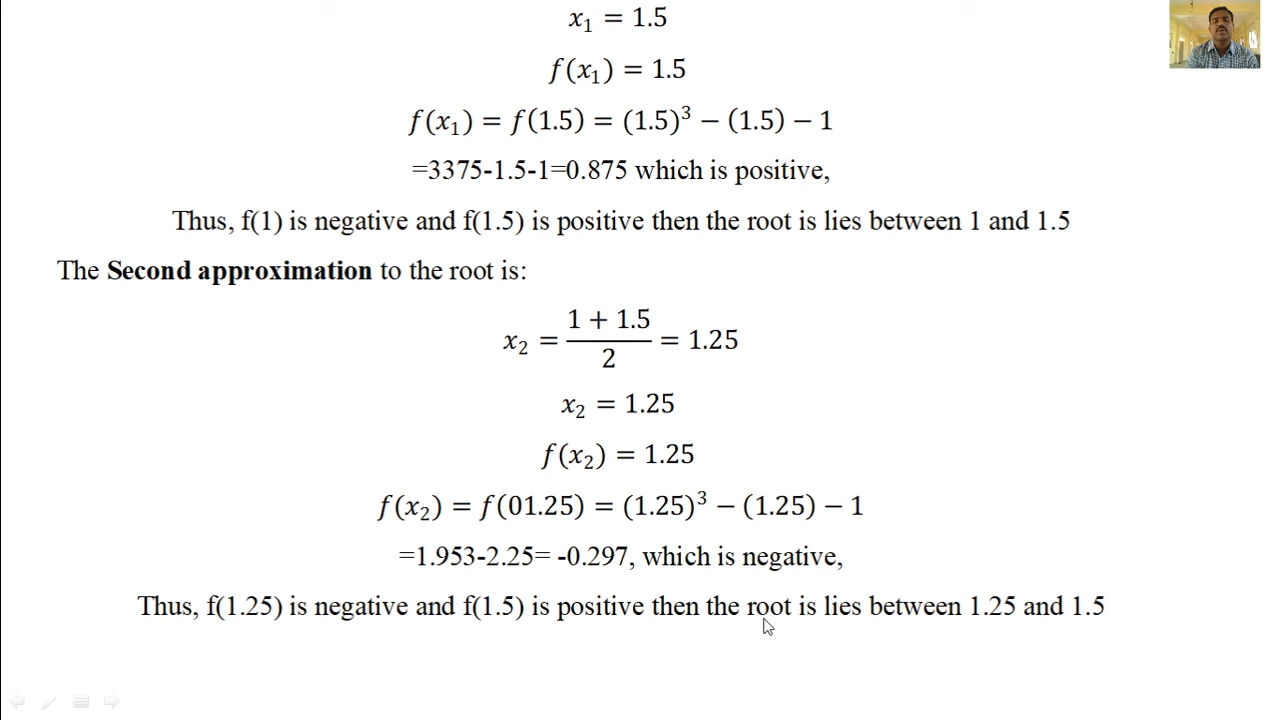 x₁ = 1.5
f(x₁) = 1.5
f(x₁) = f(1.5) = (1.5)³ − (1.5) − 1
=3375-1.5-1=0.875 which is positive,
Thus, f(1) is negative and f(1.5) is positive then the root is lies between 1 and 1.5
The Second approximation to the root is:
x₂ = (1 + 1.5)/2 = 1.25
x₂ = 1.25
f(x₂) = 1.25
f(x₂) = f(01.25) = (1.25)³ − (1.25) − 1
=1.953-2.25= -0.297, which is negative,
Thus, f(1.25) is negative and f(1.5) is positive then the root is lies between 1.25 and 1.5